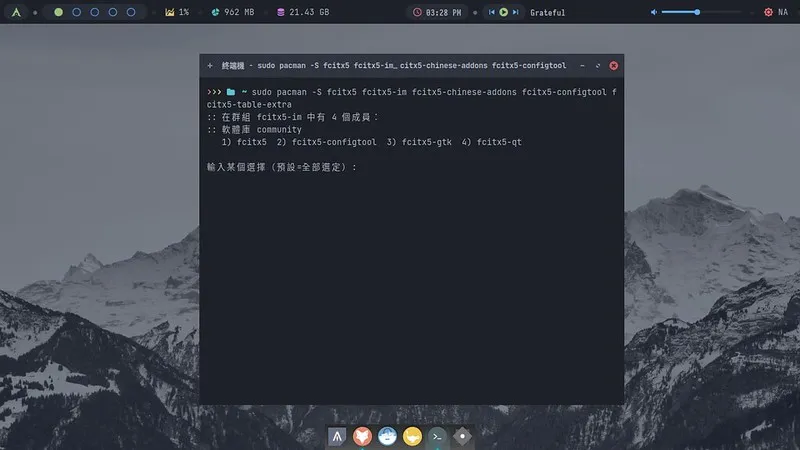 1%
962 MB
21.43 GB
03:28 PM
Grateful
NA
終端機 - sudo pacman -S fcitx5 fcitx5-im_ citx5-chinese-addons fcitx5-configtool
❯❯❯ ~ sudo pacman -S fcitx5 fcitx5-im fcitx5-chinese-addons fcitx5-configtool f
citx5-table-extra
:: 在群組 fcitx5-im 中有 4 個成員：
:: 軟體庫 community
1) fcitx5 2) fcitx5-configtool 3) fcitx5-gtk 4) fcitx5-qt
輸入某個選擇 (預設=全部選定) :